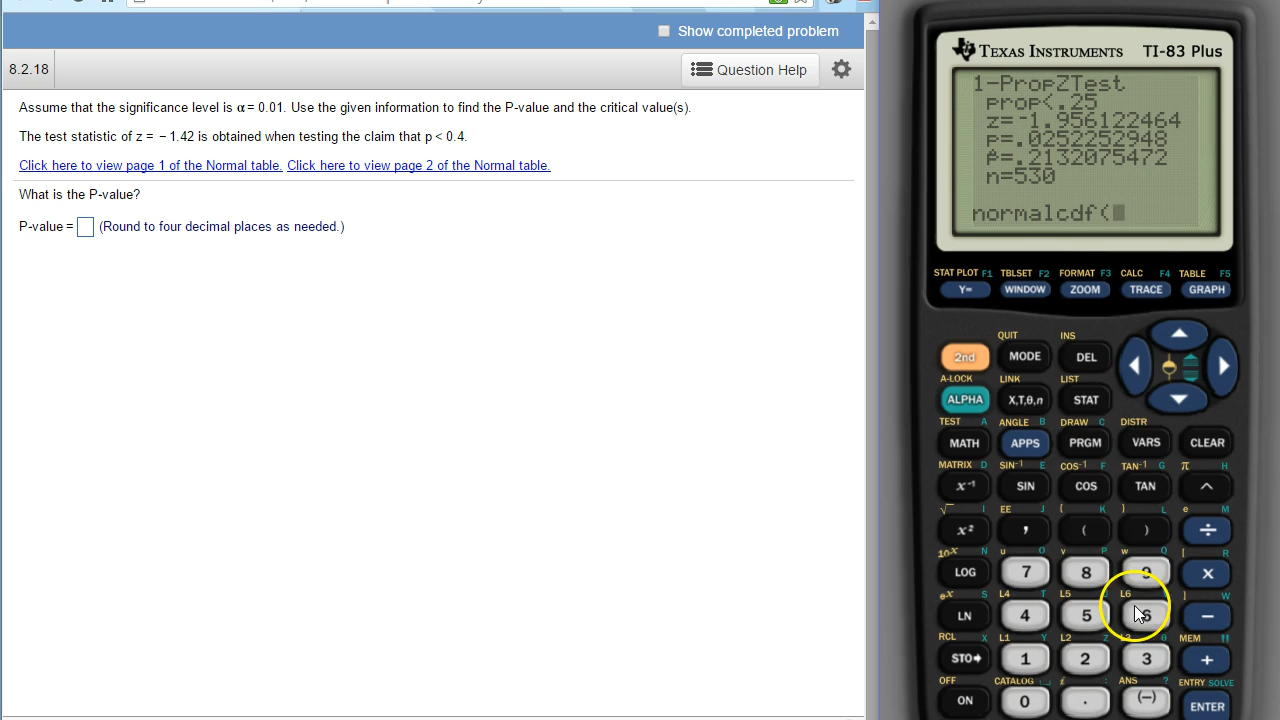 Show completed problem
8.2.18
Question Help
Assume that the significance level is α = 0.01. Use the given information to find the P-value and the critical value(s).
The test statistic of z = − 1.42 is obtained when testing the claim that p < 0.4.
Click here to view page 1 of the Normal table. Click here to view page 2 of the Normal table.
What is the P-value?
P-value = (Round to four decimal places as needed.)
TEXAS INSTRUMENTS TI-83 Plus
1-PropZTest
prop<.25
z=-1.956122464
p=.0252252948
p̂=.2132075472
n=530
normalcdf(
STAT PLOT F1 TBLSET F2 FORMAT F3 CALC F4 TABLE F5
Y= WINDOW ZOOM TRACE GRAPH
QUIT INS
2nd MODE DEL
A-LOCK LINK LIST
ALPHA X,T,θ,n STAT
TEST A ANGLE B DRAW C DISTR
MATH APPS PRGM VARS CLEAR
MATRIX D SIN-1 E COS-1 F TAN-1 G π H
x-1 SIN COS TAN ^
√ I EE J { K } L e M
x² , ( ) ÷
10x N u O v P w Q [ R
LOG 7 8 9 x
ex S L4 T L5 U L6 ] W
LN 4 5 6 −
RCL X L1 Y L2 Z L3 θ MEM "
STO➔ 1 2 3 +
OFF CATALOG i : ANS ? ENTRY SOLVE
ON 0 . (−) ENTER